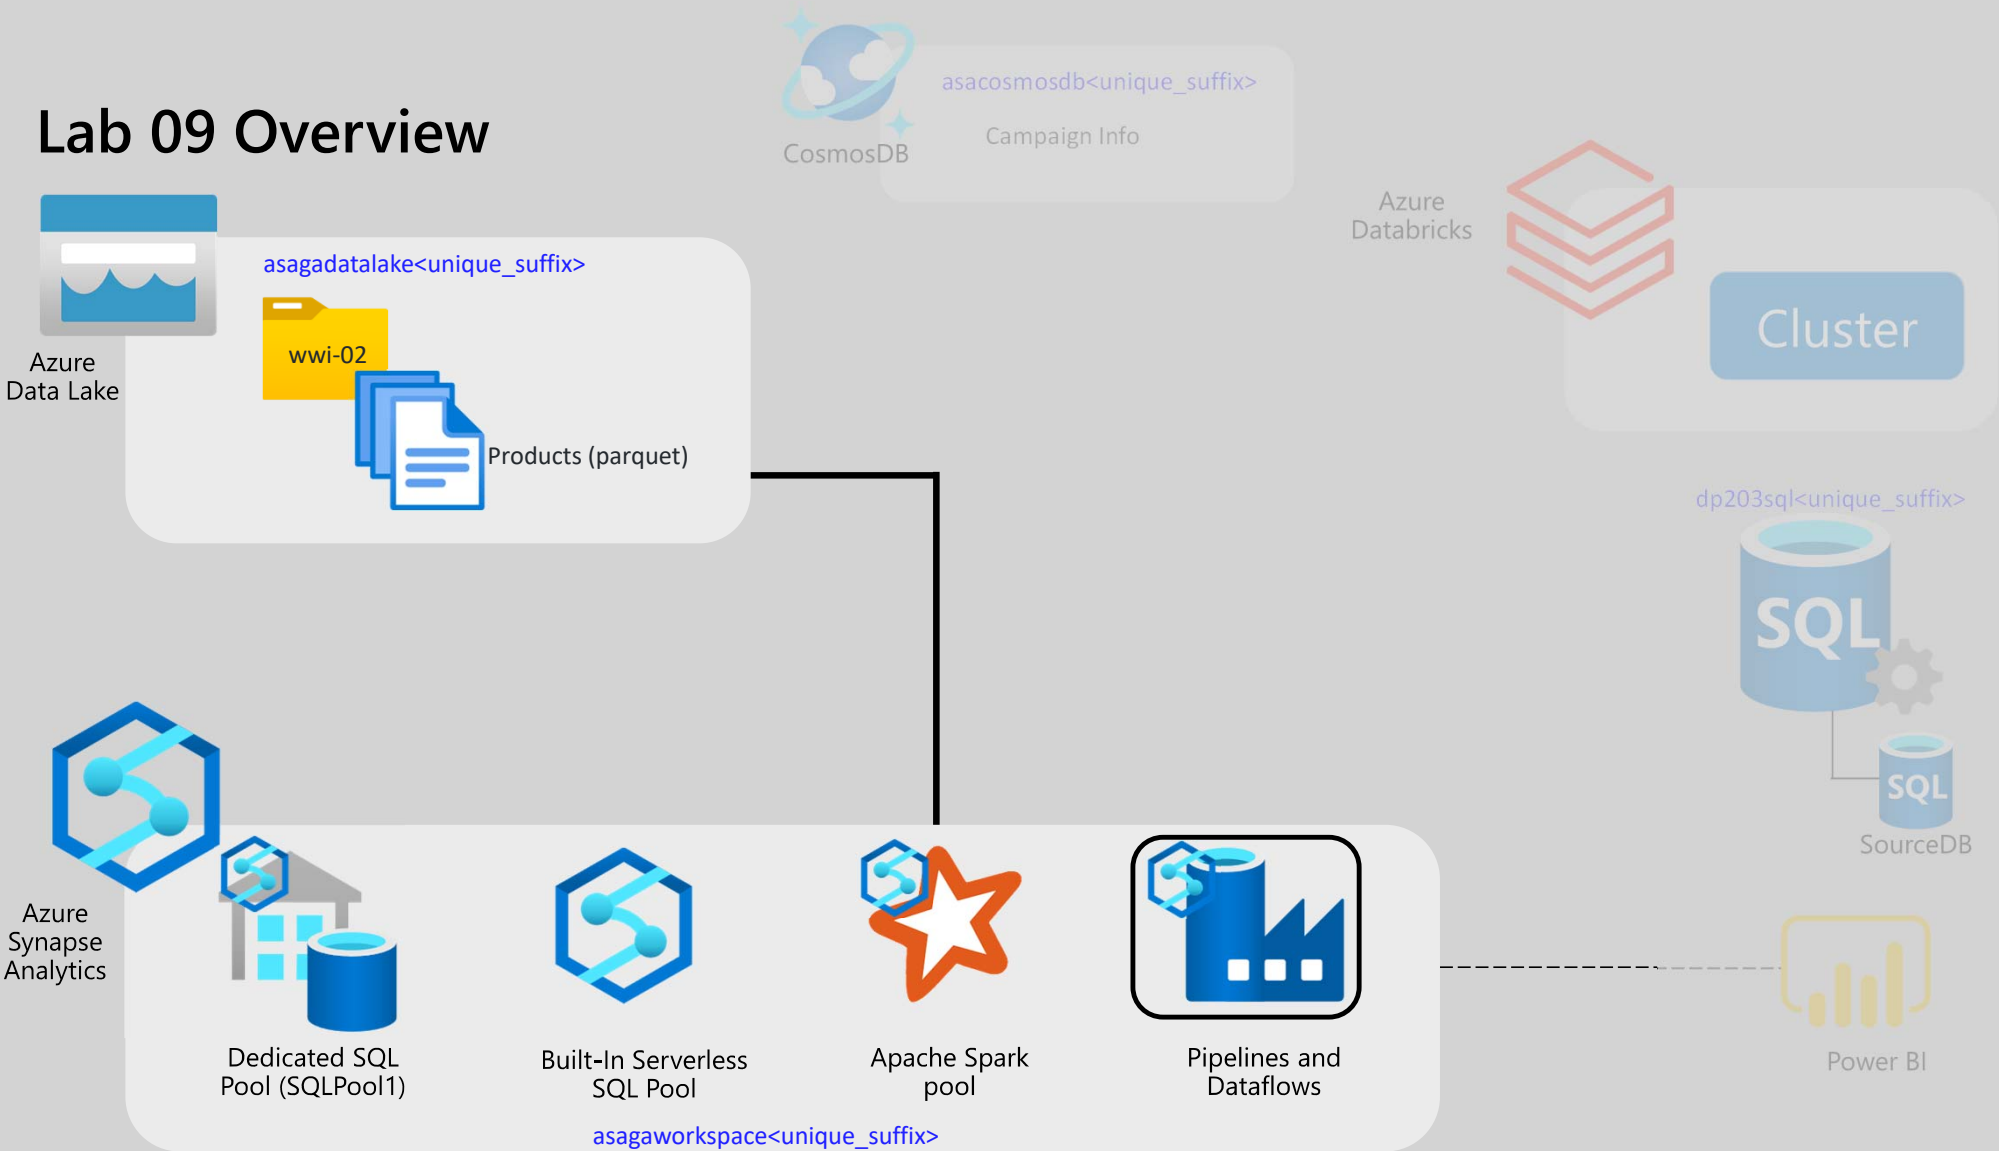 Lab 09 Overview
asacosmosdb<unique_suffix>
Campaign Info
CosmosDB
Azure
Databricks
Cluster
asagadatalake<unique_suffix>
wwi-02
Products (parquet)
Azure
Data Lake
dp203sql<unique_suffix>
SQL
SQL
SourceDB
Azure
Synapse
Analytics
Dedicated SQL
Pool (SQLPool1)
Built-In Serverless
SQL Pool
Apache Spark
pool
Pipelines and
Dataflows
asagaworkspace<unique_suffix>
Power BI